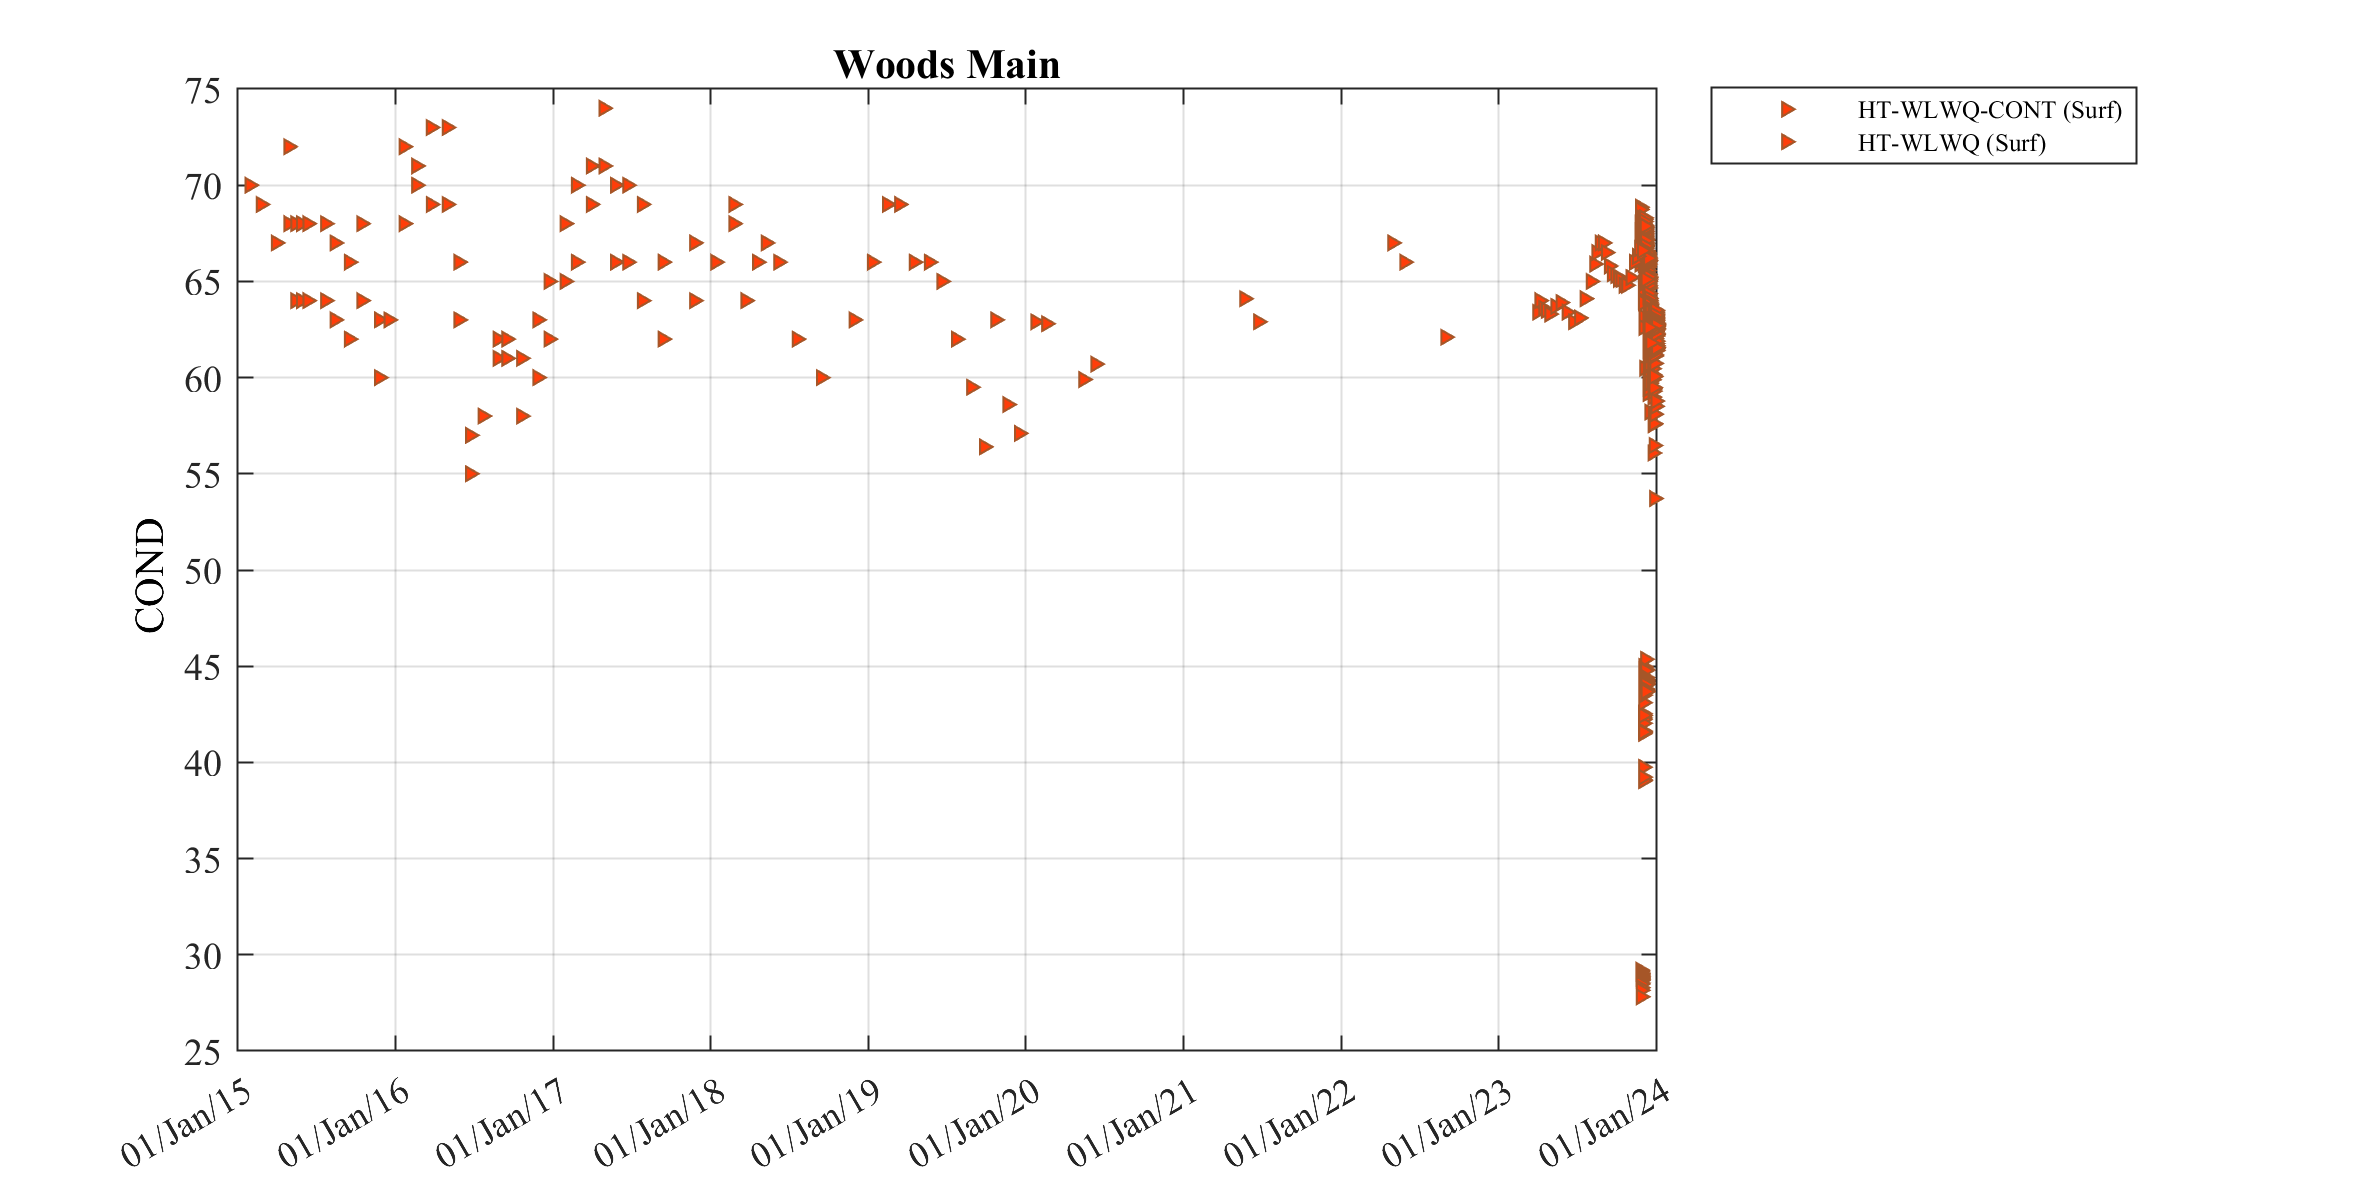 Woods Main
75
70
65
60
55
50
45
40
35
30
25
COND
01/Jan/15
01/Jan/16
01/Jan/17
01/Jan/18
01/Jan/19
01/Jan/20
01/Jan/21
01/Jan/22
01/Jan/23
01/Jan/24
HT-WLWQ-CONT (Surf)
HT-WLWQ (Surf)